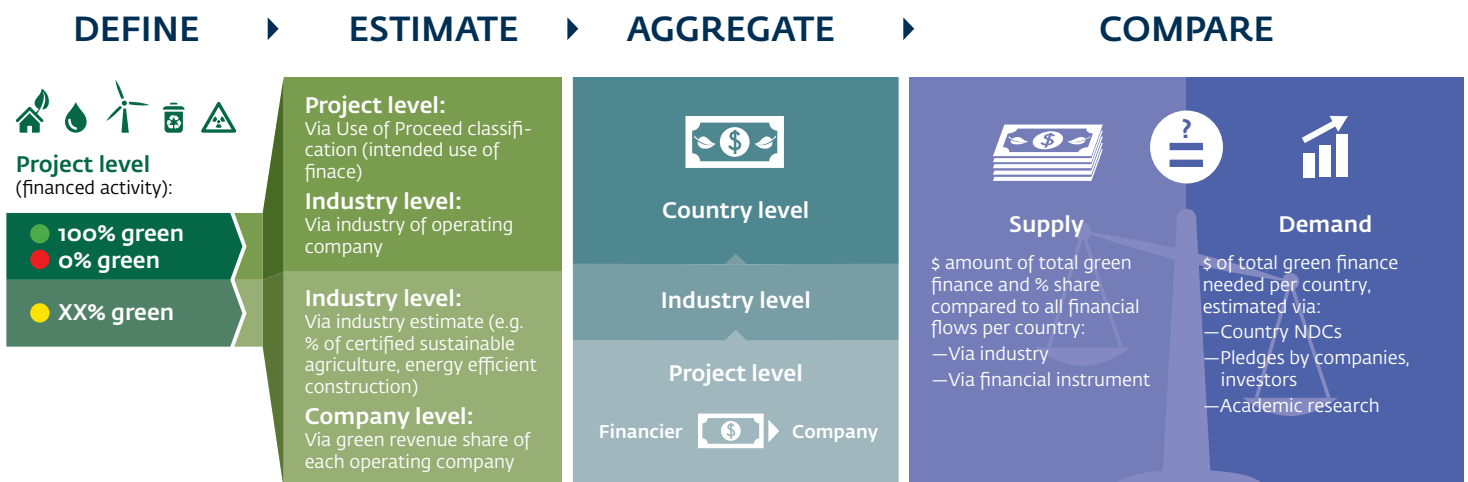 DEFINE
ESTIMATE
AGGREGATE
COMPARE
Project level
(financed activity):
100% green
0% green
XX% green
Project level:
Via Use of Proceed classifi-
cation (intended use of
finace)
Industry level:
Via industry of operating
company
Industry level:
Via industry estimate (e.g.
% of certified sustainable
agriculture, energy efficient
construction)
Company level:
Via green revenue share of
each operating company
$
Country level
Industry level
Project level
Financier
$
Company
$
?
Supply
$ amount of total green
finance and % share
compared to all financial
flows per country:
—Via industry
—Via financial instrument
Demand
$ of total green finance
needed per country,
estimated via:
—Country NDCs
—Pledges by companies,
investors
—Academic research